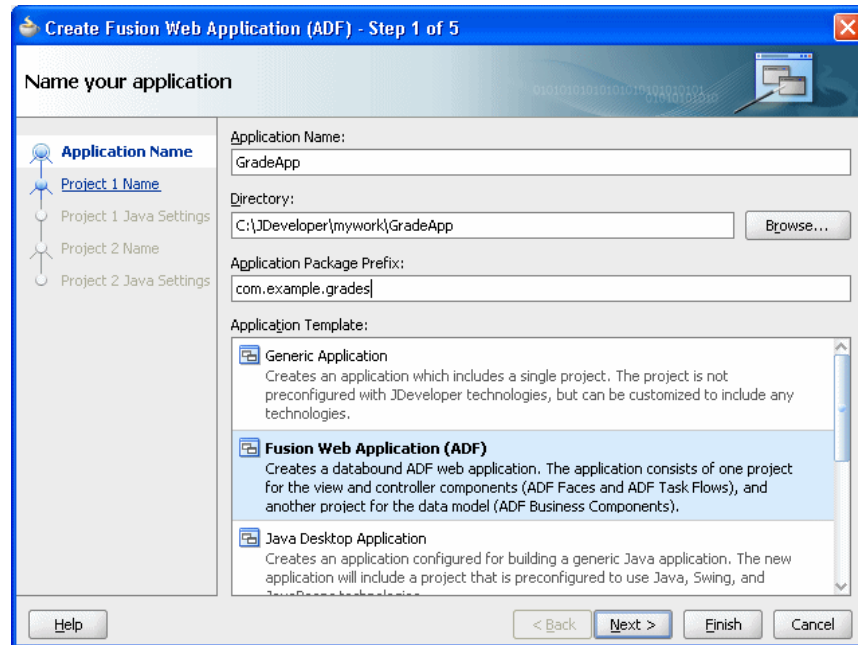 Create Fusion Web Application (ADF) - Step 1 of 5
Name your application
Application Name
Project 1 Name
Project 1 Java Settings
Project 2 Name
Project 2 Java Settings
Application Name:
GradeApp
Directory:
C:\JDeveloper\mywork\GradeApp
Browse...
Application Package Prefix:
com.example.grades
Application Template:
Generic Application
Creates an application which includes a single project. The project is not
preconfigured with JDeveloper technologies, but can be customized to include any
technologies.
Fusion Web Application (ADF)
Creates a databound ADF web application. The application consists of one project
for the view and controller components (ADF Faces and ADF Task Flows), and
another project for the data model (ADF Business Components).
Java Desktop Application
Creates an application configured for building a generic Java application. The new
application will include a project that is preconfigured to use Java, Swing, and
Help
< Back
Next >
Finish
Cancel